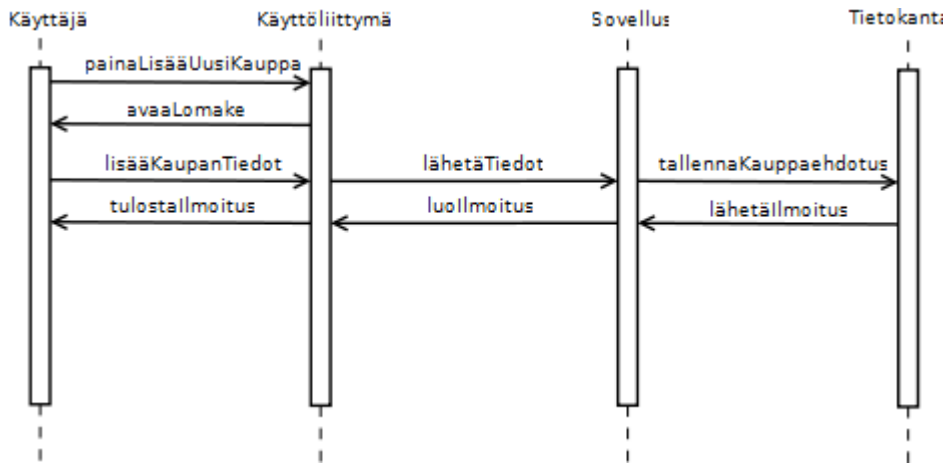 Käyttäjä Käyttöliittymä Sovellus Tietokanta
painaLisääUusiKauppa
avaaLomake
lisääKaupanTiedot lähetäTiedot tallennaKauppaehdotus
tulostaIlmoitus luoIlmoitus lähetäIlmoitus